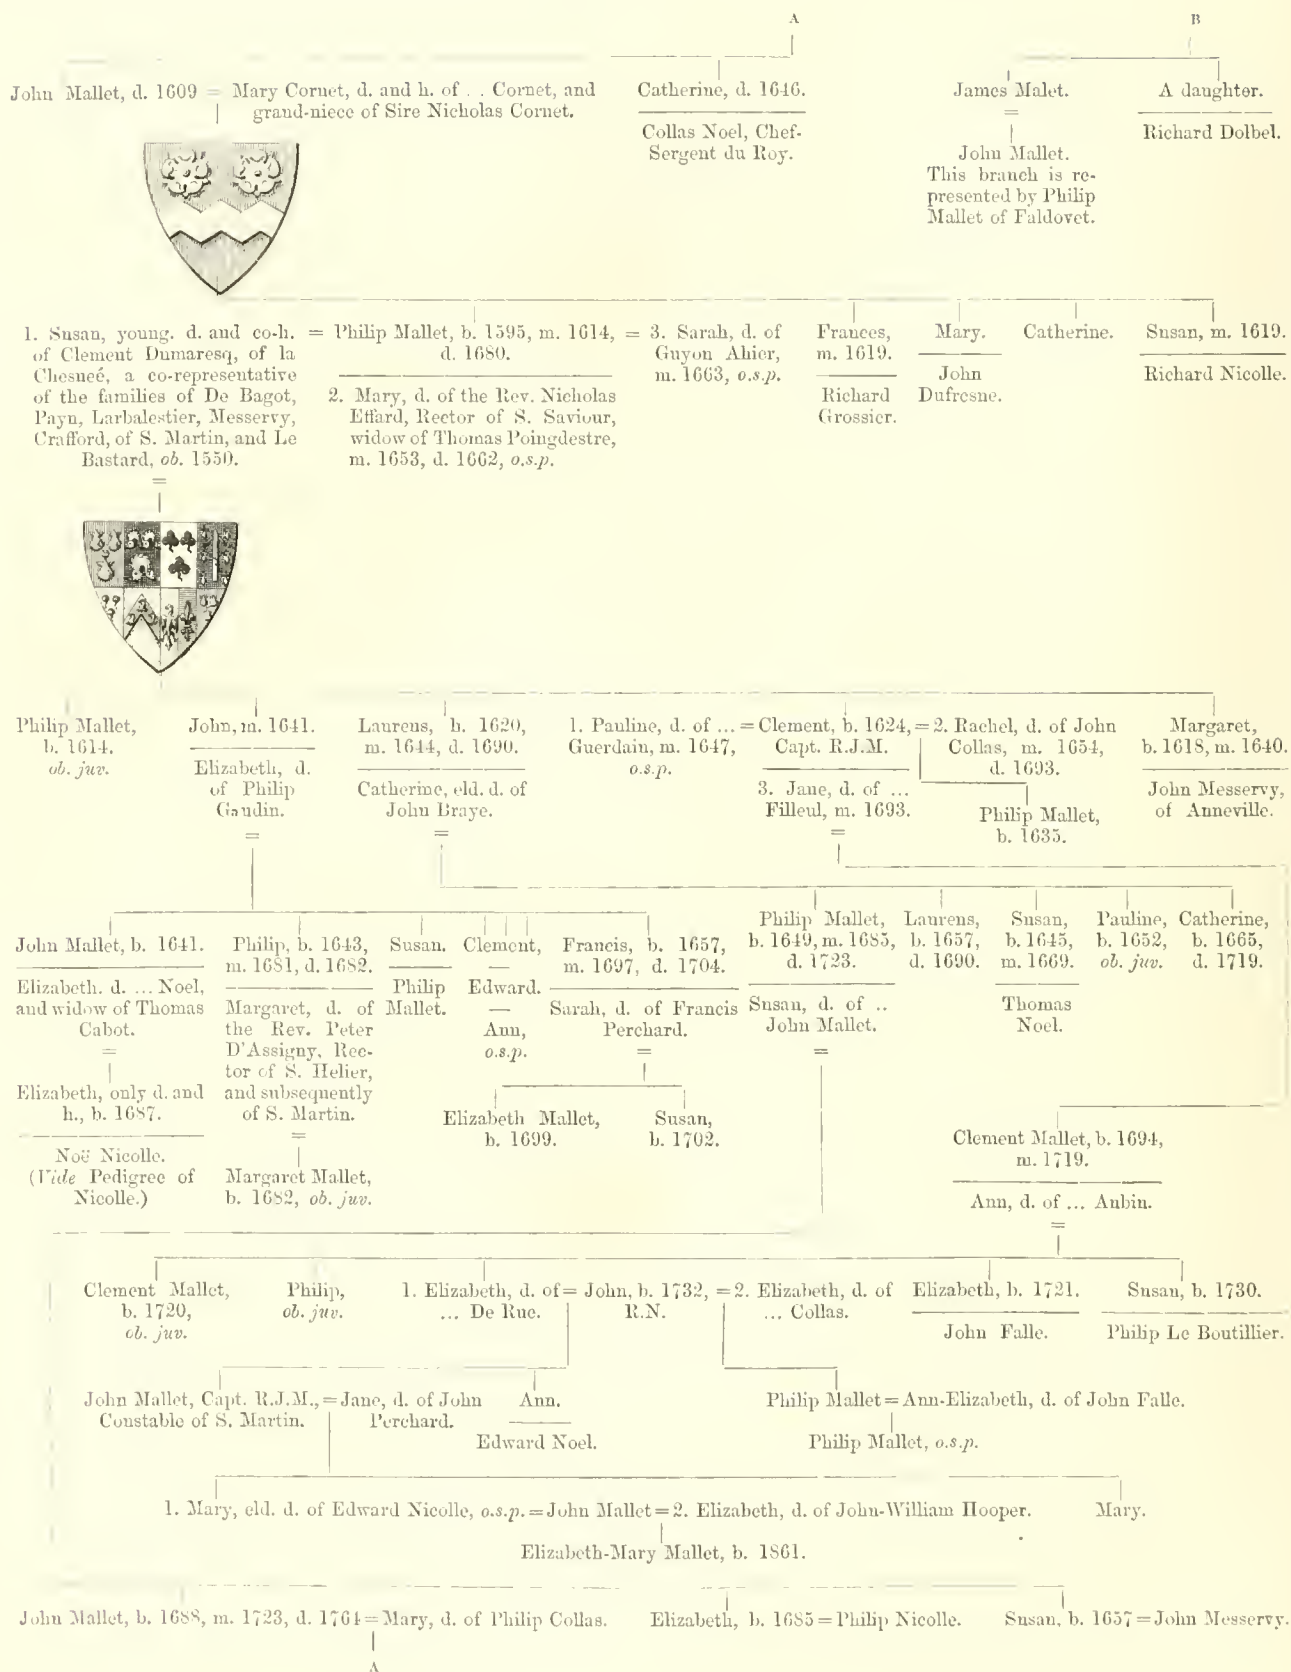 A
B
John Mallet, d. 1609 = Mary Cornet, d. and h. of . . Cornet, and
grand-niece of Sire Nicholas Cornet.
Catherine, d. 1646.
Collas Noel, Chef-
Sergent du Roy.
James Malet.
=
John Mallet.
This branch is re-
presented by Philip
Mallet of Faldovet.
A daughter.
Richard Dolbel.
1. Susan, young. d. and co-h.
of Clement Dumaresq, of la
Chesneé, a co-representative
of the families of De Bagot,
Payn, Larbalestier, Messervy,
Crafford, of S. Martin, and Le
Bastard, ob. 1550.
=
= Philip Mallet, b. 1595, m. 1614, =
d. 1680.
2. Mary, d. of the Rev. Nicholas
Effard, Rector of S. Saviour,
widow of Thomas Poingdestre,
m. 1653, d. 1662, o.s.p.
3. Sarah, d. of
Guyon Ahier,
m. 1663, o.s.p.
Frances,
m. 1619.
Richard
Grossier.
Mary.
John
Dufresne.
Catherine.
Susan, m. 1619.
Richard Nicolle.
Philip Mallet,
b. 1614.
ob. juv.
John, m. 1641.
Elizabeth, d.
of Philip
Gaudin.
=
Laurens, b. 1620,
m. 1644, d. 1690.
Catherine, eld. d. of
John Braye.
=
1. Pauline, d. of ...
Guerdain, m. 1647,
o.s.p.
= Clement, b. 1624, =
Capt. R.J.M.
3. Jane, d. of ...
Filleul, m. 1693.
=
2. Rachel, d. of John
Collas, m. 1654,
d. 1693.
Philip Mallet,
b. 1635.
Margaret,
b. 1618, m. 1640.
John Messervy,
of Anneville.
John Mallet, b. 1641.
Elizabeth. d. ... Noel,
and widow of Thomas
Cabot.
=
Elizabeth, only d. and
h., b. 1687.
Noë Nicolle.
(Vide Pedigree of
Nicolle.)
Philip, b. 1643,
m. 1681, d. 1682.
Margaret, d. of
the Rev. Peter
D'Assigny, Rec-
tor of S. Helier,
and subsequently
of S. Martin.
=
Margaret Mallet,
b. 1682, ob. juv.
Susan.
Philip
Mallet.
Clement,
—
Edward.
—
Ann,
o.s.p.
Francis, b. 1657,
m. 1697, d. 1704.
Sarah, d. of Francis
Perchard.
=
Elizabeth Mallet,
b. 1699.
Susan,
b. 1702.
Philip Mallet,
b. 1649, m. 1685,
d. 1723.
Susan, d. of ..
John Mallet.
=
Laurens,
b. 1657,
d. 1690.
Susan,
b. 1645,
m. 1669.
Thomas
Noel.
Pauline,
b. 1652,
ob. juv.
Catherine,
b. 1665,
d. 1719.
Clement Mallet, b. 1694,
m. 1719.
Ann, d. of ... Aubin.
=
Clement Mallet,
b. 1720,
ob. juv.
Philip,
ob. juv.
1. Elizabeth, d. of
... De Rue.
= John, b. 1732, =
R.N.
2. Elizabeth, d. of
... Collas.
Elizabeth, b. 1721.
John Falle.
Susan, b. 1730.
Philip Le Boutillier.
John Mallet, Capt. R.J.M., = Jane, d. of John
Constable of S. Martin. Perchard.
Ann.
Edward Noel.
Philip Mallet = Ann-Elizabeth, d. of John Falle.
Philip Mallet, o.s.p.
1. Mary, eld. d. of Edward Nicolle, o.s.p. = John Mallet = 2. Elizabeth, d. of John-William Hooper.
Mary.
Elizabeth-Mary Mallet, b. 1861.
John Mallet, b. 1688, m. 1723, d. 1764 = Mary, d. of Philip Collas.
Elizabeth, b. 1685 = Philip Nicolle.
Susan, b. 1657 = John Messervy.
A